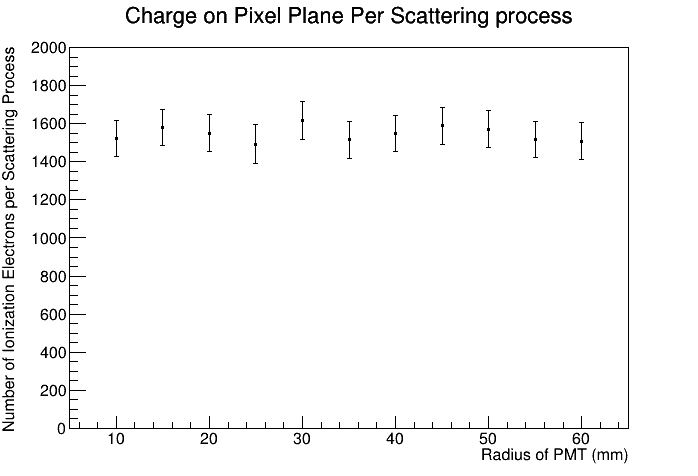 Charge on Pixel Plane Per Scattering process
Number of Ionization Electrons per Scattering Process
2000
1800
1600
1400
1200
1000
800
600
400
200
0
10 20 30 40 50 60
Radius of PMT (mm)